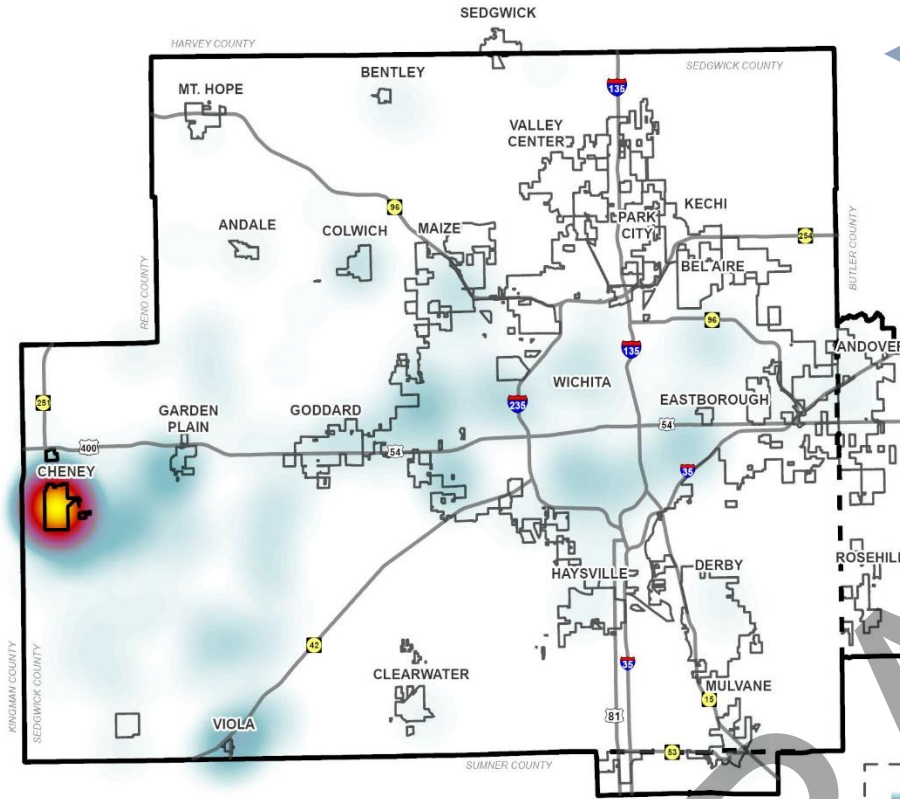 SEDGWICK
HARVEY COUNTY
SEDGWICK COUNTY
BENTLEY
MT. HOPE
135
VALLEY
CENTER
96
KECHI
ANDALE
COLWICH
MAIZE
PARK
CITY
254
BEL AIRE
BUTLER COUNTY
RENO COUNTY
96
135
ANDOVER
WICHITA
251
GARDEN
PLAIN
GODDARD
235
EASTBOROUGH
54
400
54
CHENEY
35
HAYSVILLE
DERBY
ROSEHILL
KINGMAN COUNTY
SEDGWICK COUNTY
42
35
CLEARWATER
MULVANE
15
VIOLA
81
53
SUMNER COUNTY